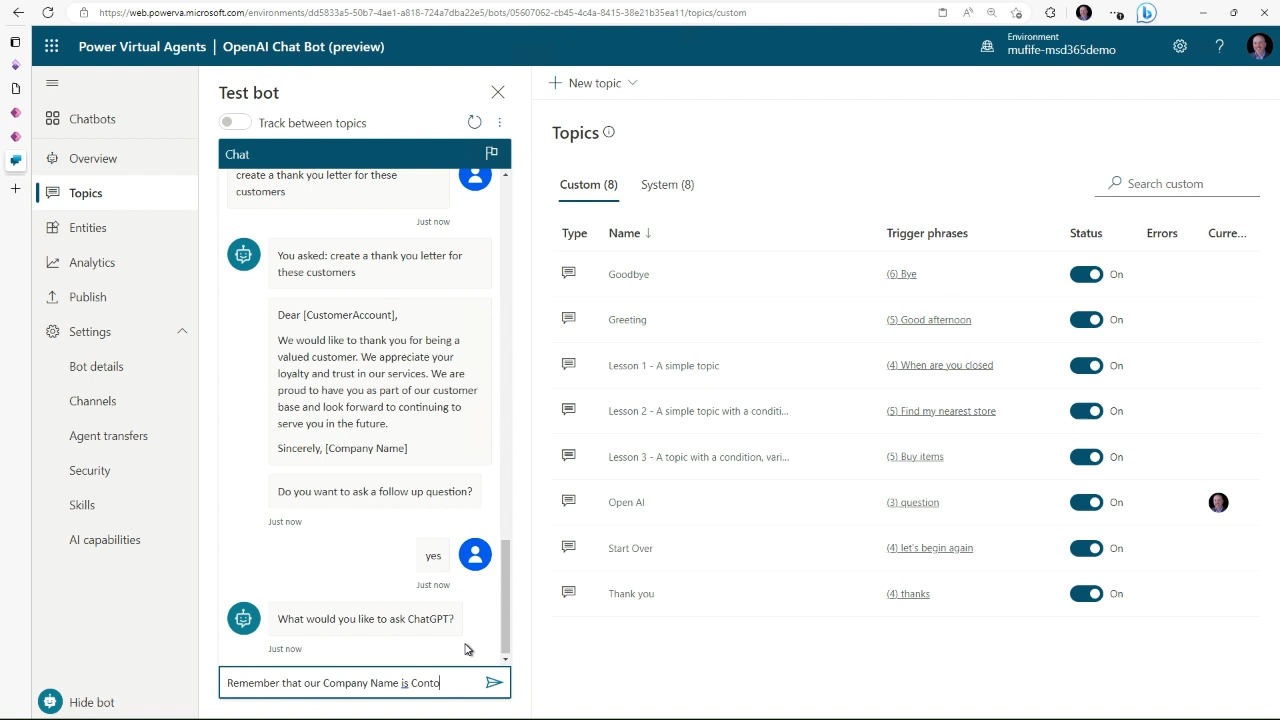 https://web.powerva.microsoft.com/environments/dd5833a5-50b7-4ae1-a818-724a7dba22e5/bots/05607062-cb45-4c4a-8415-38e21b35ea11/topics/custom
Power Virtual Agents | OpenAI Chat Bot (preview)
Environment
mufife-msd365demo
Chatbots
Overview
Topics
Entities
Analytics
Publish
Settings
Bot details
Channels
Agent transfers
Security
Skills
AI capabilities
Hide bot
Test bot
Track between topics
Chat
create a thank you letter for these
customers
Just now
You asked: create a thank you letter for
these customers
Dear [CustomerAccount],
We would like to thank you for being a
valued customer. We appreciate your
loyalty and trust in our services. We are
proud to have you as part of our customer
base and look forward to continuing to
serve you in the future.
Sincerely, [Company Name]
Do you want to ask a follow up question?
Just now
yes
Just now
What would you like to ask ChatGPT?
Just now
Remember that our Company Name is Conto
New topic
Topics
Custom (8) System (8)
Search custom
Type Name ↓ Trigger phrases Status Errors Curre...
Goodbye (6) Bye On
Greeting (5) Good afternoon On
Lesson 1 - A simple topic (4) When are you closed On
Lesson 2 - A simple topic with a conditi... (5) Find my nearest store On
Lesson 3 - A topic with a condition, vari... (5) Buy items On
Open AI (3) question On
Start Over (4) let's begin again On
Thank you (4) thanks On